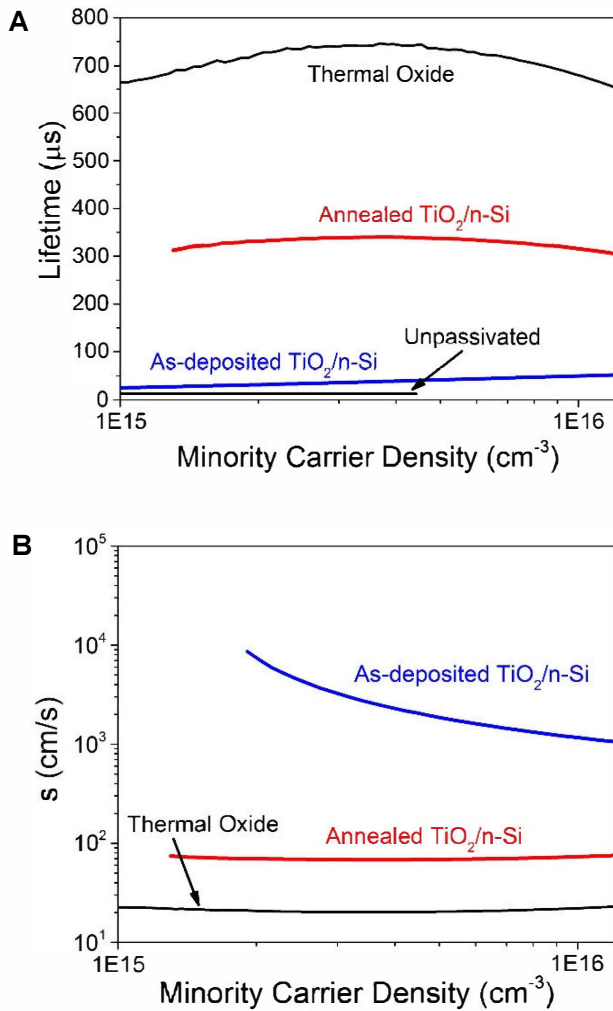 A
800
700
600
500
400
300
200
100
0
Lifetime (μs)
Thermal Oxide
Annealed TiO₂/n-Si
Unpassivated
As-deposited TiO₂/n-Si
1E15
1E16
Minority Carrier Density (cm⁻³)
B
10⁵
10⁴
10³
10²
10¹
s (cm/s)
As-deposited TiO₂/n-Si
Thermal Oxide
Annealed TiO₂/n-Si
1E15
1E16
Minority Carrier Density (cm⁻³)